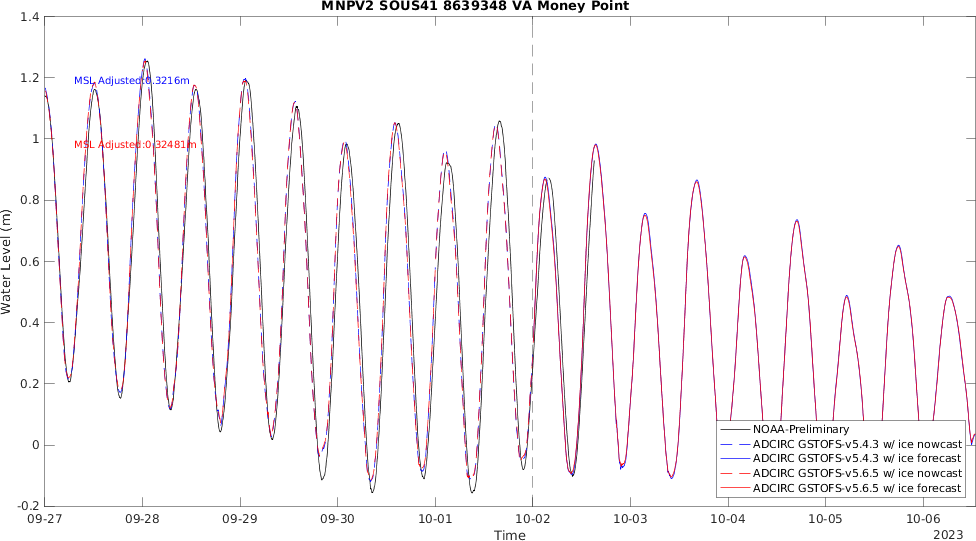 MNPV2 SOUS41 8639348 VA Money Point
1.4
1.2
1
0.8
0.6
0.4
0.2
0
-0.2
Water Level (m)
MSL Adjusted:0.3216m
MSL Adjusted:0.32481m
NOAA-Preliminary
ADCIRC GSTOFS-v5.4.3 w/ ice nowcast
ADCIRC GSTOFS-v5.4.3 w/ ice forecast
ADCIRC GSTOFS-v5.6.5 w/ ice nowcast
ADCIRC GSTOFS-v5.6.5 w/ ice forecast
09-27 09-28 09-29 09-30 10-01 10-02 10-03 10-04 10-05 10-06
Time
2023